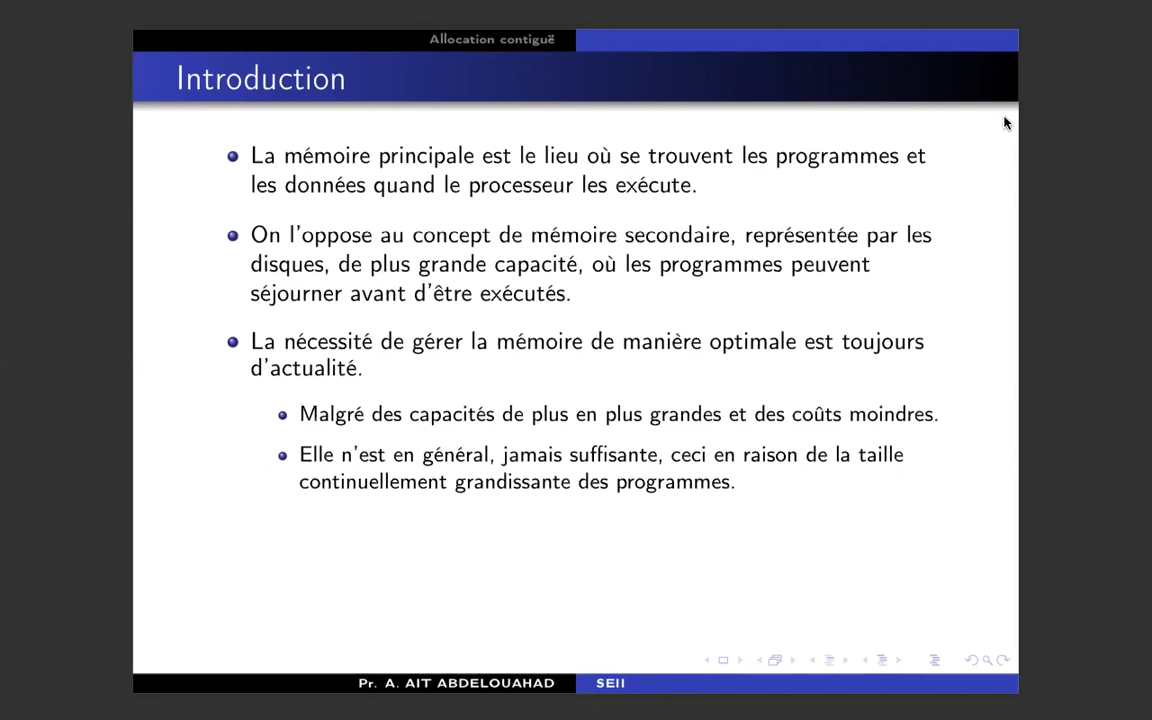 Allocation contiguë
Introduction
La mémoire principale est le lieu où se trouvent les programmes et
les données quand le processeur les exécute.
On l'oppose au concept de mémoire secondaire, représentée par les
disques, de plus grande capacité, où les programmes peuvent
séjourner avant d'être exécutés.
La nécessité de gérer la mémoire de manière optimale est toujours
d'actualité.
Malgré des capacités de plus en plus grandes et des coûts moindres.
Elle n'est en général, jamais suffisante, ceci en raison de la taille
continuellement grandissante des programmes.
Pr. A. AIT ABDELOUAHAD SEII